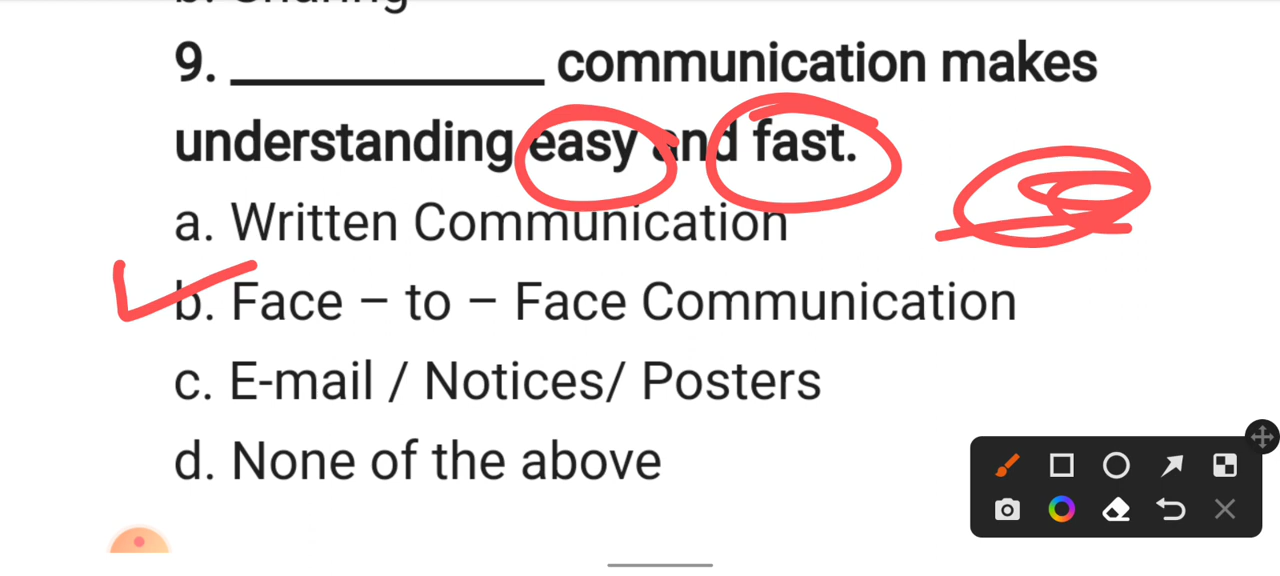 b. Sharing
9. ____________ communication makes
understanding easy and fast.
a. Written Communication
b. Face – to – Face Communication
c. E-mail / Notices/ Posters
d. None of the above